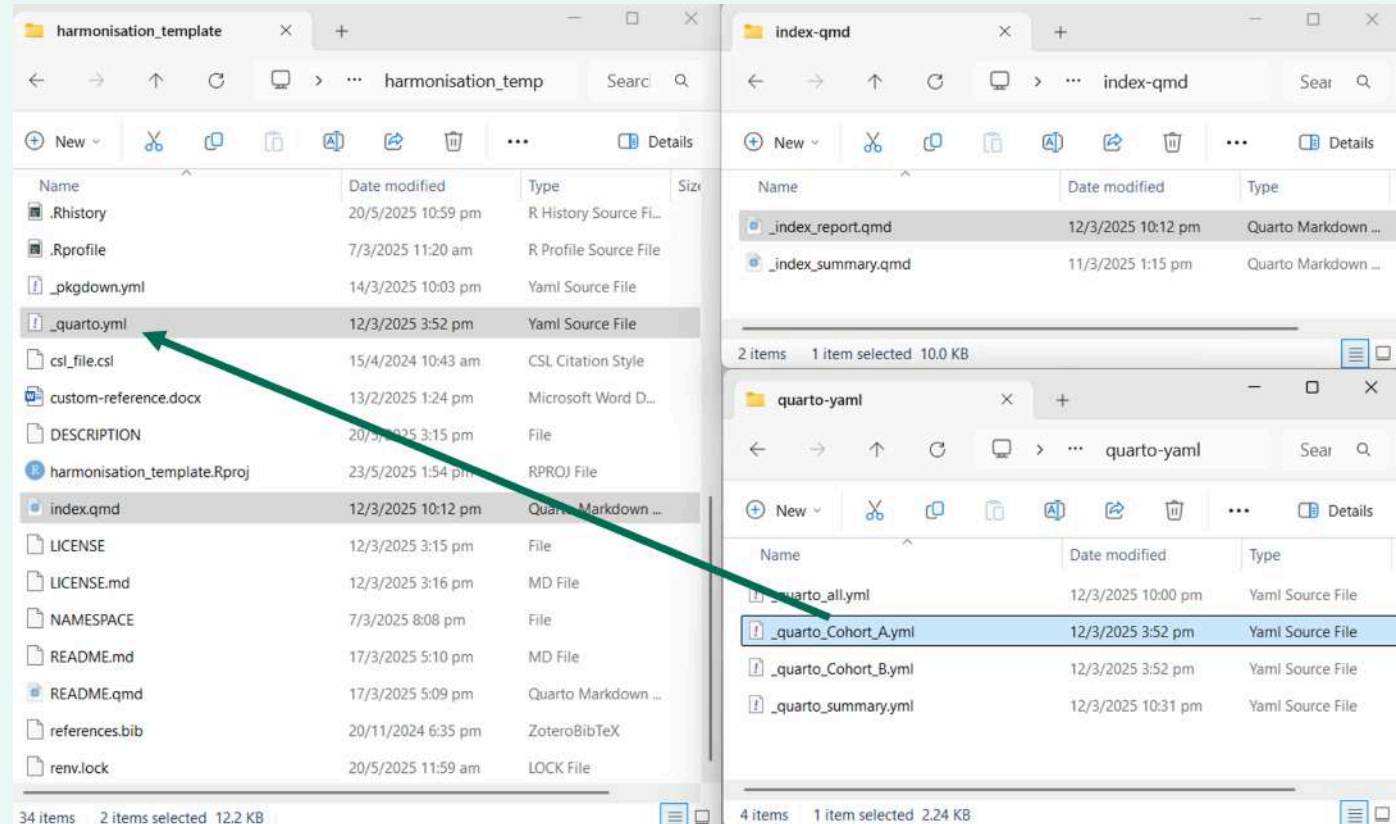 harmonisation_template
harmonisation_temp
Searc
New
Details
Name Date modified Type Size
.Rhistory 20/5/2025 10:59 pm R History Source Fi...
.Rprofile 7/3/2025 11:20 am R Profile Source File
_pkgdown.yml 14/3/2025 10:03 pm Yaml Source File
_quarto.yml 12/3/2025 3:52 pm Yaml Source File
csl_file.csl 15/4/2024 10:43 am CSL Citation Style
custom-reference.docx 13/2/2025 1:24 pm Microsoft Word D...
DESCRIPTION 20/5/2025 3:15 pm File
harmonisation_template.Rproj 23/5/2025 1:54 pm RPROJ File
index.qmd 12/3/2025 10:12 pm Quarto Markdown ...
LICENSE 12/3/2025 3:15 pm File
LICENSE.md 12/3/2025 3:16 pm MD File
NAMESPACE 7/3/2025 8:08 pm File
README.md 17/3/2025 5:10 pm MD File
README.qmd 17/3/2025 5:09 pm Quarto Markdown ...
references.bib 20/11/2024 6:35 pm ZoteroBibTeX
renv.lock 20/5/2025 11:59 am LOCK File
34 items 2 items selected 12.2 KB
index-qmd
index-qmd
Sear
New
Details
Name Date modified Type
_index_report.qmd 12/3/2025 10:12 pm Quarto Markdown ...
_index_summary.qmd 11/3/2025 1:15 pm Quarto Markdown ...
2 items 1 item selected 10.0 KB
quarto-yaml
quarto-yaml
Sear
New
Details
Name Date modified Type
_quarto_all.yml 12/3/2025 10:00 pm Yaml Source File
_quarto_Cohort_A.yml 12/3/2025 3:52 pm Yaml Source File
_quarto_Cohort_B.yml 12/3/2025 3:52 pm Yaml Source File
_quarto_summary.yml 12/3/2025 10:31 pm Yaml Source File
4 items 1 item selected 2.24 KB